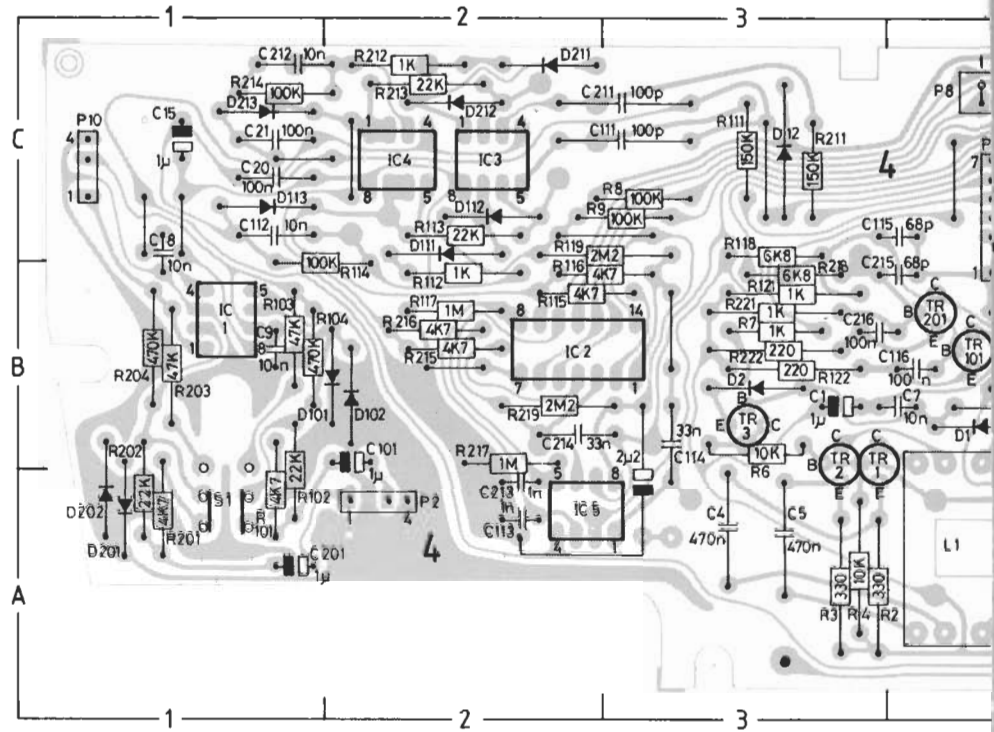 1 2 3
C212 10n R212 1K D211
R214 100K R213 22K P8 1
D213 D212 C211 100p
P10 C15 R111
4 C21 100n 1 4 4 C111 100p D112 R211
C IC4 IC3 150K 150K 4 7
1µ C20 100n
1 8 5 8 5 R8 100K
D113 D112 R9 100K
C112 10n R113 22K C115 68p
C18 10n D111 R119 2M2 R118 6K8
100K R114 R112 1K R116 4K7 6K8 R218 C215 68p 1
4 5 R103 R115 4K7 R121 1K C
IC 1 R117 1M 8 14 R221 1K B TR 201
R216 4K7 R7 1K C216 100n E
C9 47K R104 IC 2
1 8 10n 470K R215 4K7 R222 220 C116 100n B TR 101
B 470K 47K 7 1 220 R122 E
R204 R203 D2
D101 D102 R219 2M2 B C1 1µ C7 10n
E TR 3 C D1
C214 33n 33n
R202 22K C101 1µ R217 1M 2µ2 C114 10K R6 C C
5 8 B TR 2 TR 1
D202 22K 4K7 S1 4K7 R102 P2 C213 1n E E
1 4 1n IC 5 C4 470n C5 470n
D201 R201 R101 C113 L1
4 1
C201 1µ 4
A 330 10K 330
R3 R4 R2
1 2 3